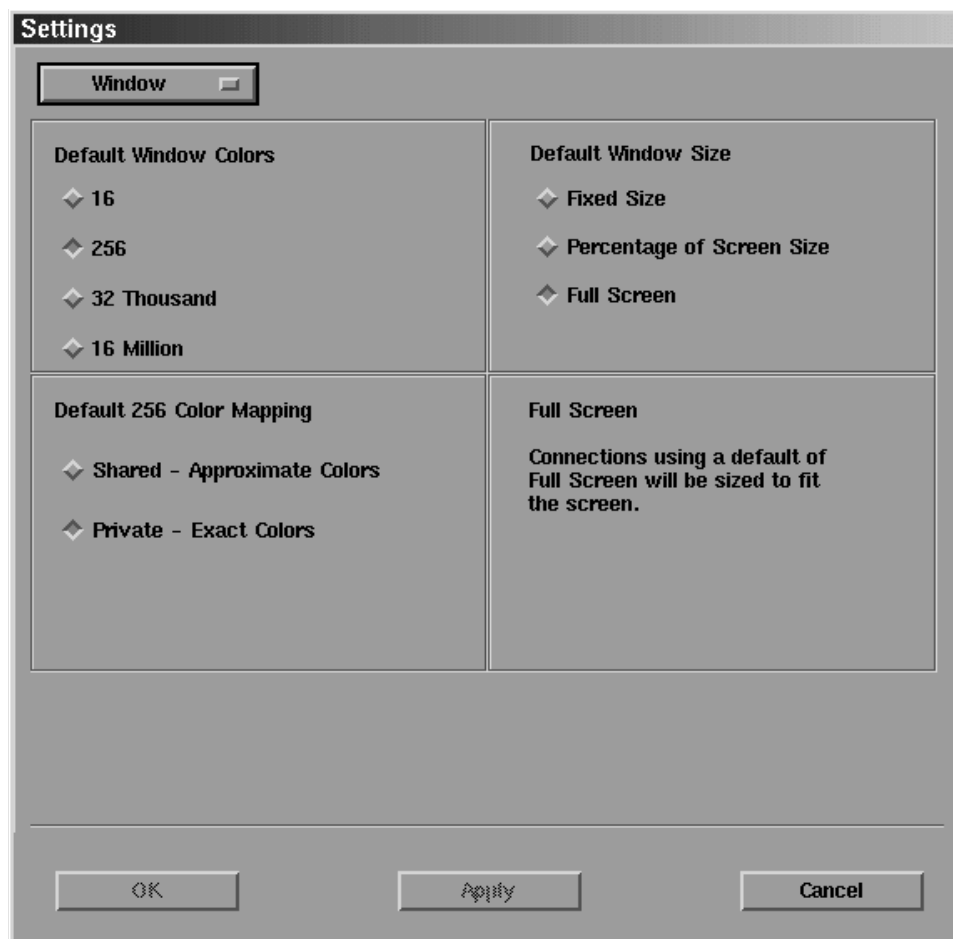 Settings
Window
Default Window Colors
16
256
32 Thousand
16 Million
Default Window Size
Fixed Size
Percentage of Screen Size
Full Screen
Default 256 Color Mapping
Shared - Approximate Colors
Private - Exact Colors
Full Screen
Connections using a default of
Full Screen will be sized to fit
the screen.
OK
Apply
Cancel